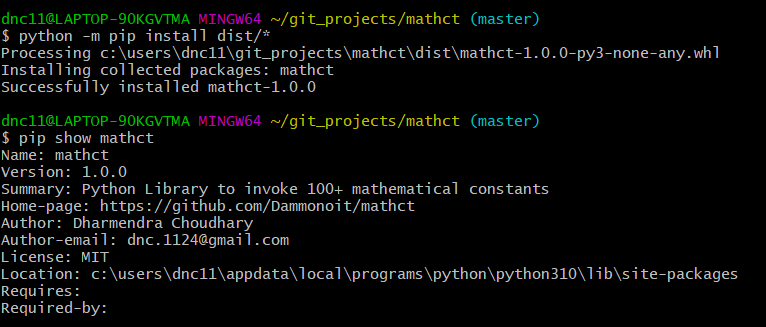 dnc11@LAPTOP-9OKGVTMA MINGW64 ~/git_projects/mathct (master)
$ python -m pip install dist/*
Processing c:\users\dnc11\git_projects\mathct\dist\mathct-1.0.0-py3-none-any.whl
Installing collected packages: mathct
Successfully installed mathct-1.0.0
dnc11@LAPTOP-9OKGVTMA MINGW64 ~/git_projects/mathct (master)
$ pip show mathct
Name: mathct
Version: 1.0.0
Summary: Python Library to invoke 100+ mathematical constants
Home-page: https://github.com/Dammonoit/mathct
Author: Dharmendra Choudhary
Author-email: dnc.1124@gmail.com
License: MIT
Location: c:\users\dnc11\appdata\local\programs\python\python310\lib\site-packages
Requires:
Required-by: